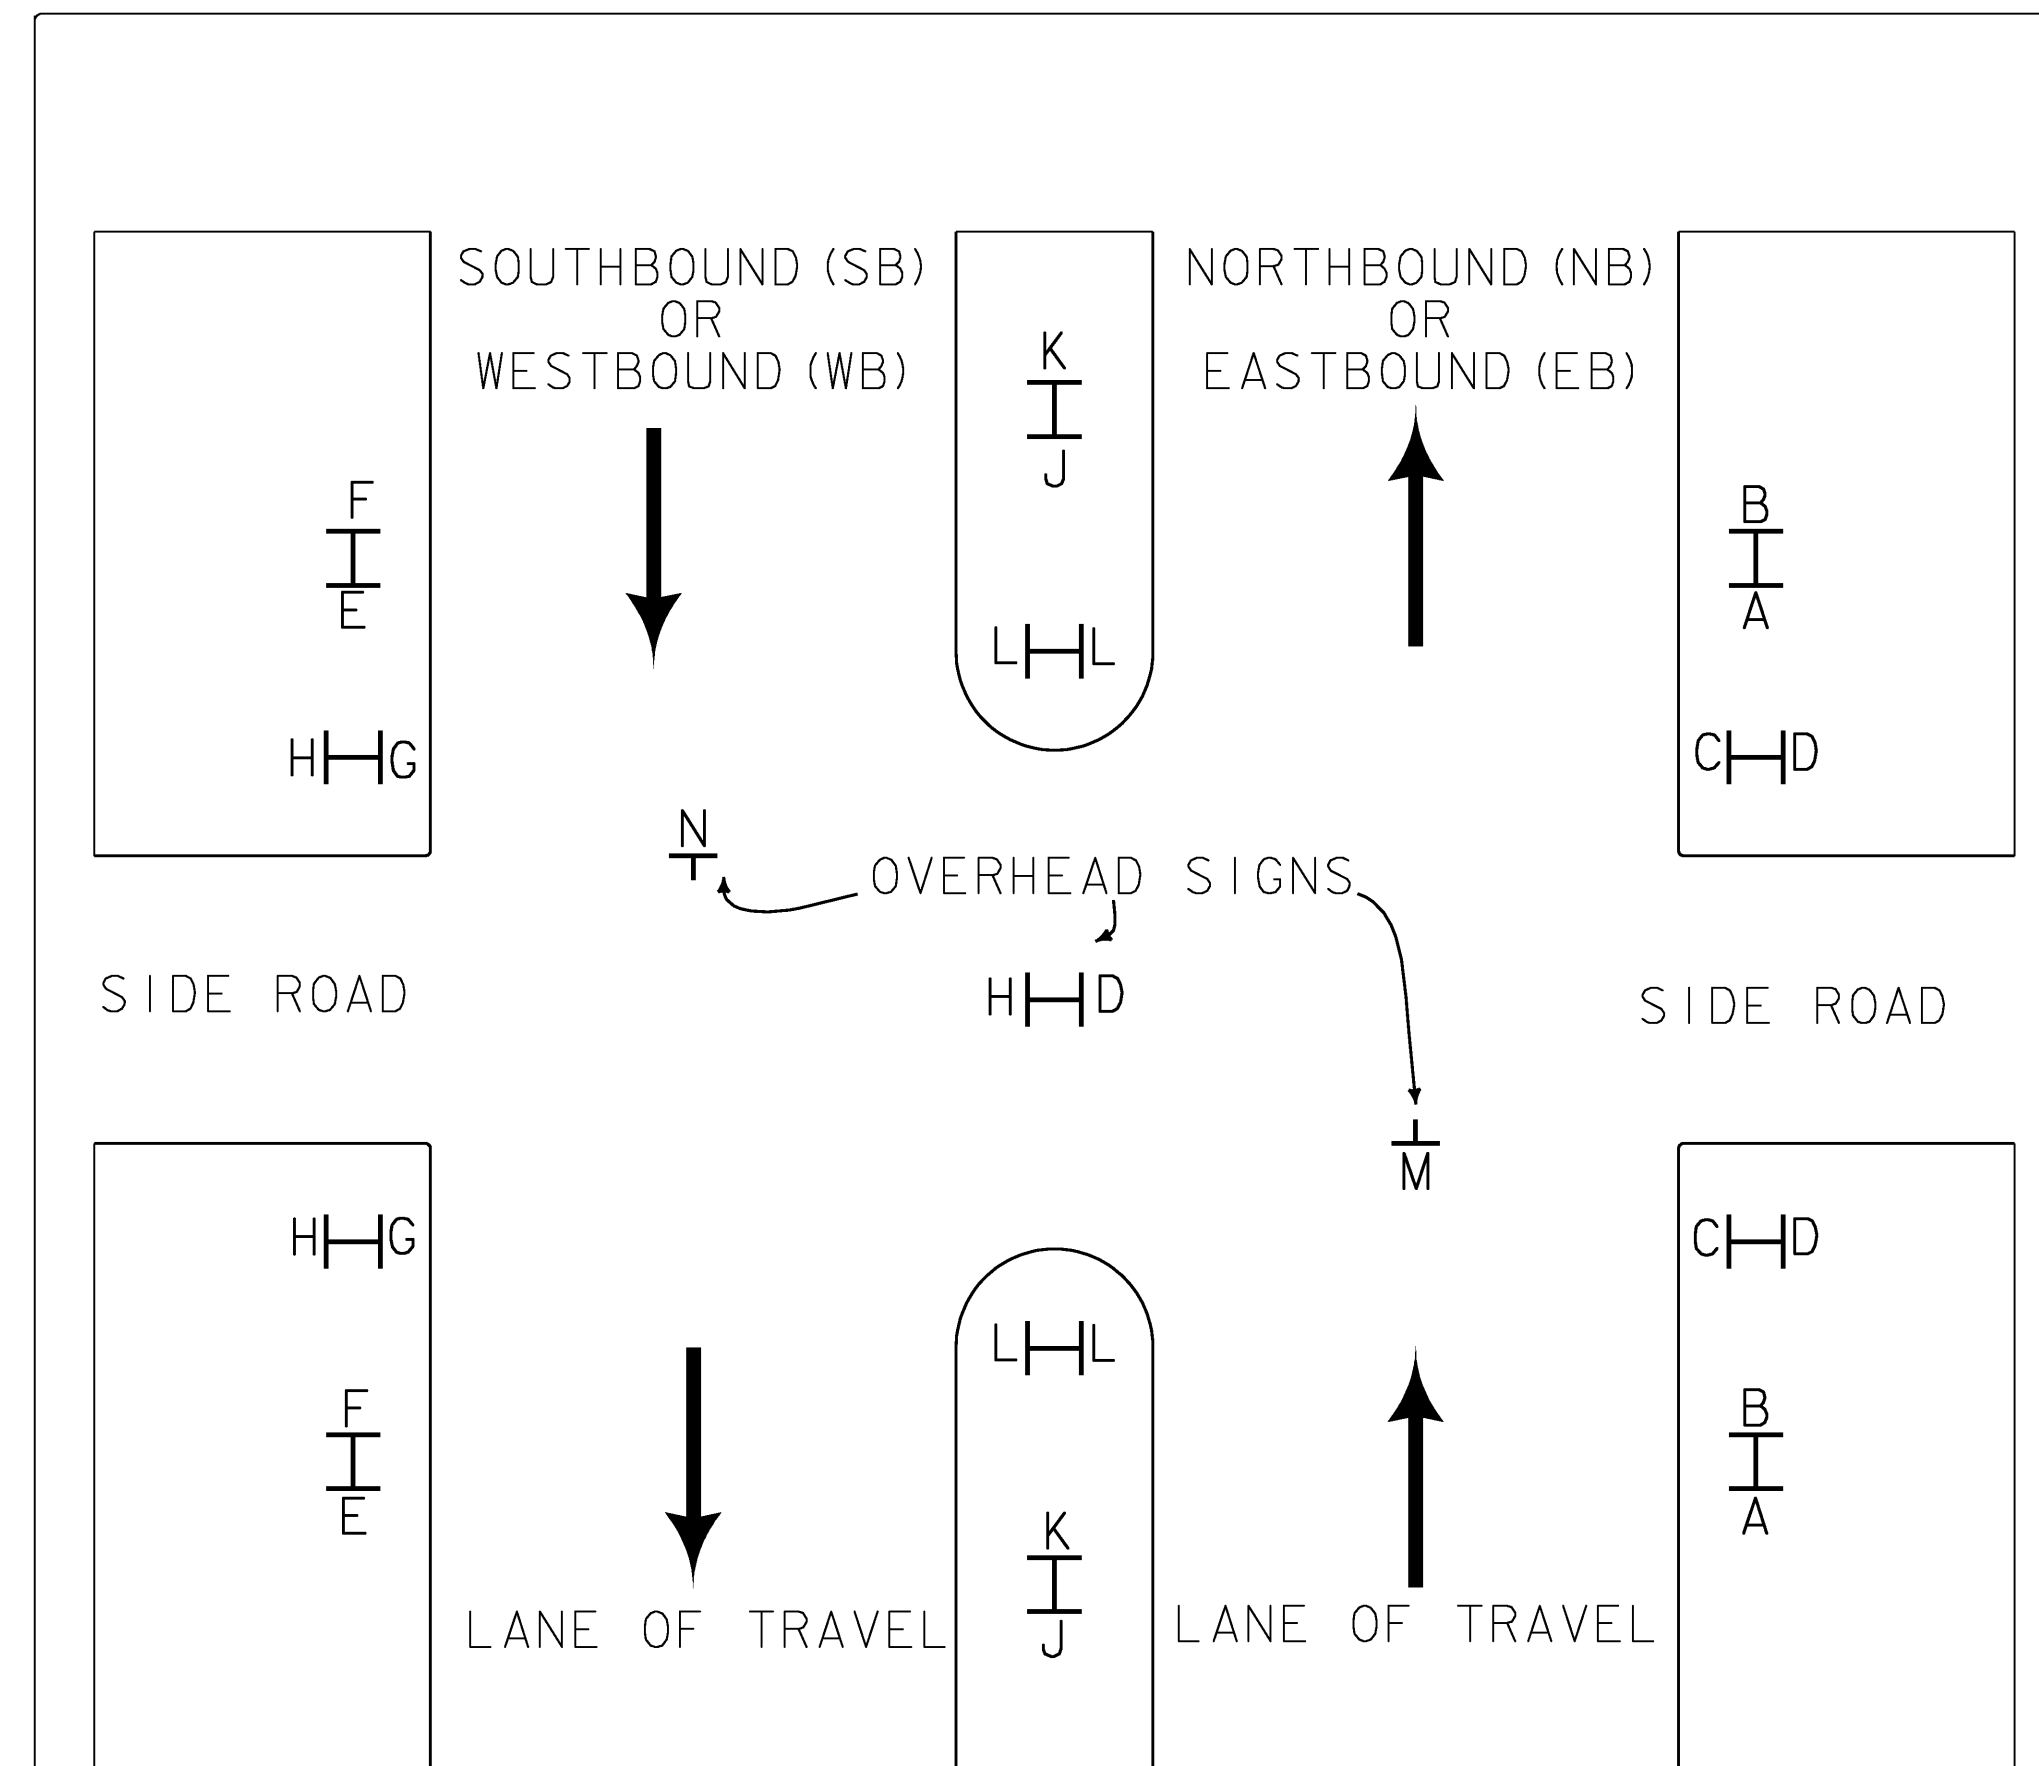 SOUTHBOUND (SB)
OR
WESTBOUND (WB)
NORTHBOUND (NB)
OR
EASTBOUND (EB)
K
J
F
E
B
A
L L
H G
C D
N
OVERHEAD SIGNS
SIDE ROAD
H D
SIDE ROAD
M
H G
C D
L L
F
E
B
A
K
J
LANE OF TRAVEL
LANE OF TRAVEL